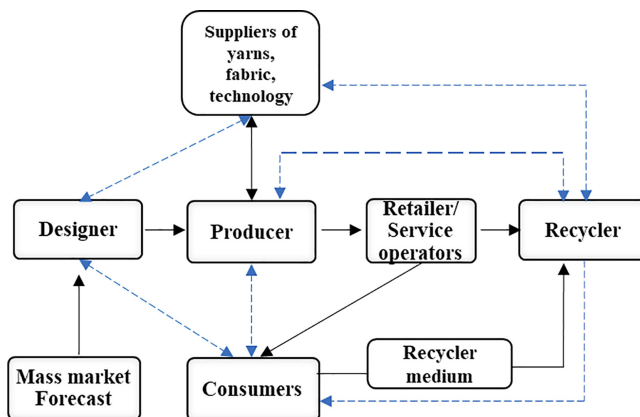 Suppliers of
yarns,
fabric,
technology
Designer
Producer
Retailer/
Service
operators
Recycler
Mass market
Forecast
Consumers
Recycler
medium